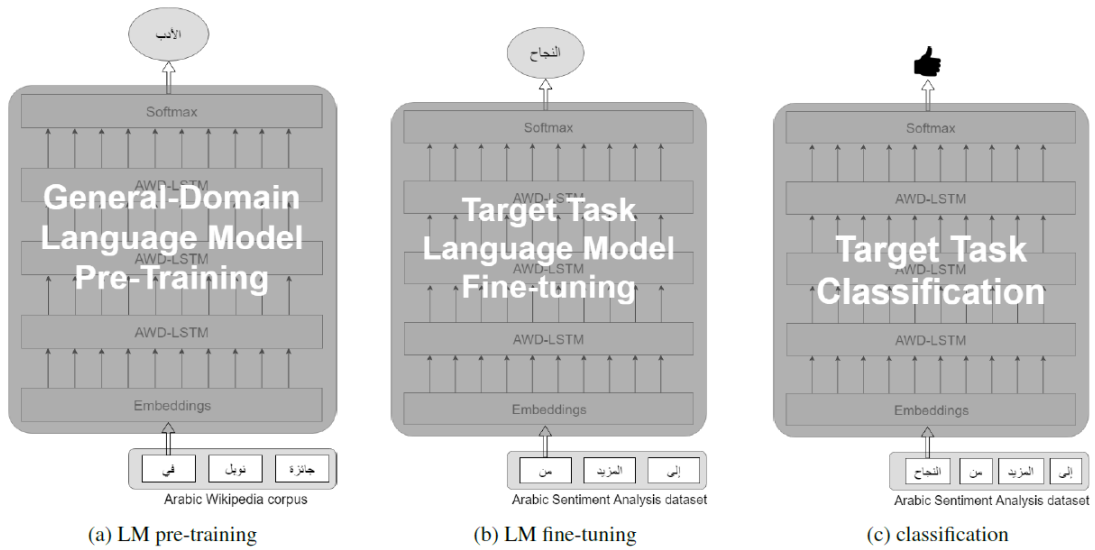 الأدب
Softmax
AWD-LSTM
General-Domain
Language Model
AWD-LSTM
Pre-Training
AWD-LSTM
Embeddings
جائزة نوبل في
Arabic Wikipedia corpus
(a) LM pre-training
النجاح
Softmax
AWD-LSTM
Target Task
Language Model
AWD-LSTM
Fine-tuning
AWD-LSTM
Embeddings
إلى المزيد من
Arabic Sentiment Analysis dataset
(b) LM fine-tuning
Softmax
AWD-LSTM
Target Task
AWD-LSTM
Classification
AWD-LSTM
Embeddings
إلى المزيد من النجاح
Arabic Sentiment Analysis dataset
(c) classification